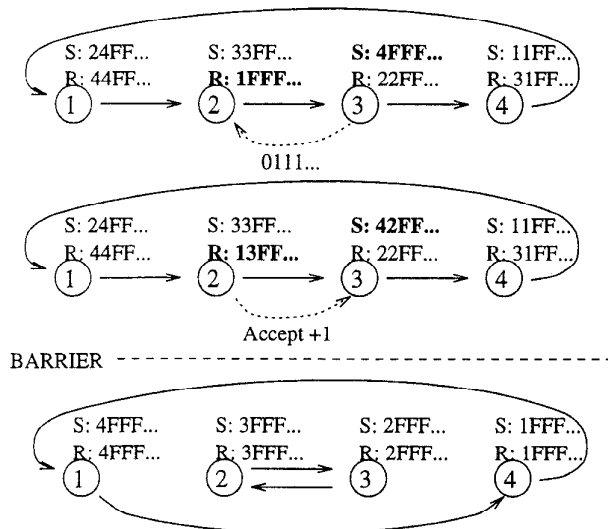 S: 24FF... S: 33FF... S: 4FFF... S: 11FF...
R: 44FF... R: 1FFF... R: 22FF... R: 31FF...
1 2 3 4
0111...
S: 24FF... S: 33FF... S: 42FF... S: 11FF...
R: 44FF... R: 13FF... R: 22FF... R: 31FF...
1 2 3 4
Accept +1
BARRIER
S: 4FFF... S: 3FFF... S: 2FFF... S: 1FFF...
R: 4FFF... R: 3FFF... R: 2FFF... R: 1FFF...
1 2 3 4